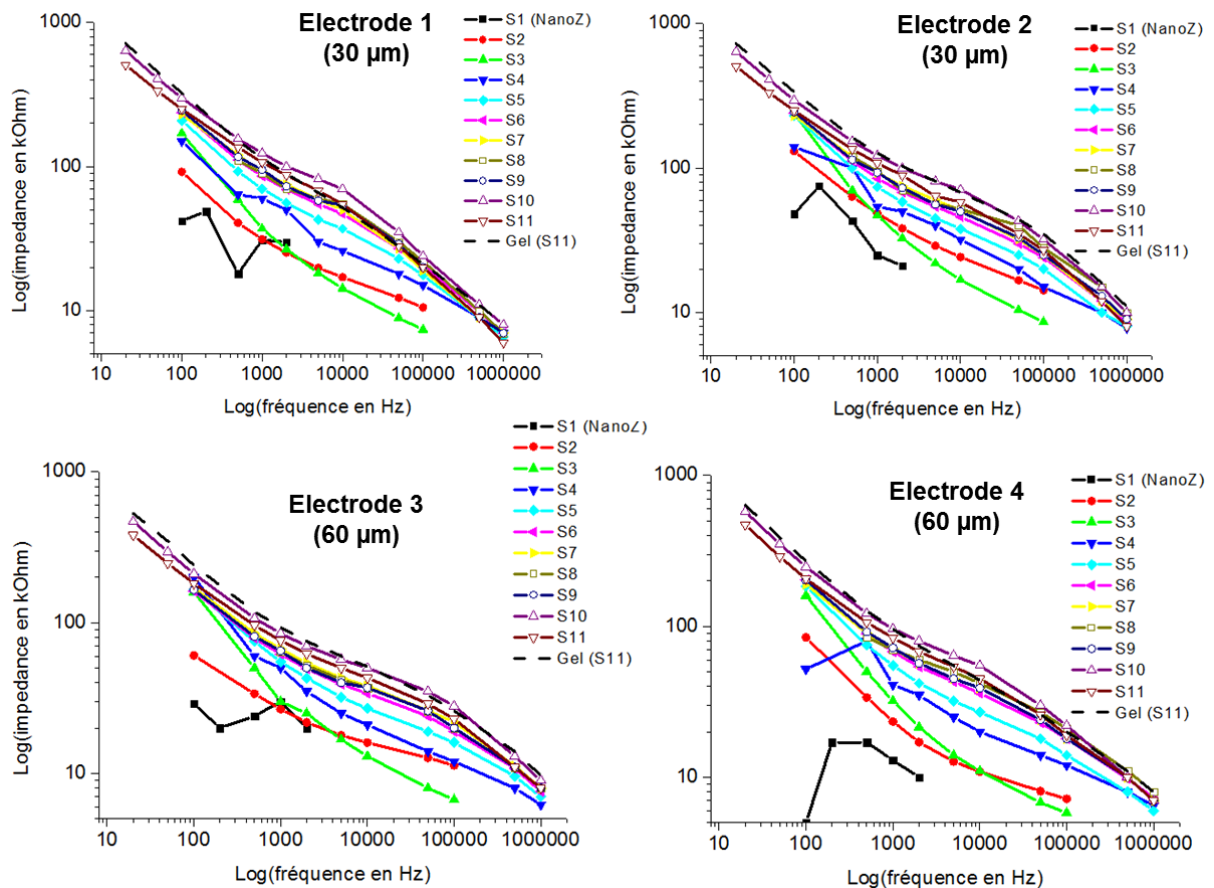 Electrode 1
(30 µm)
Log(impedance en kOhm)
1000
100
10
10 100 1000 10000 100000 1000000
Log(fréquence en Hz)
S1 (NanoZ)
S2
S3
S4
S5
S6
S7
S8
S9
S10
S11
Gel (S11)
Electrode 2
(30 µm)
Log(impedance en kOhm)
1000
100
10
10 100 1000 10000 100000 1000000
Log(fréquence en Hz)
S1 (NanoZ)
S2
S3
S4
S5
S6
S7
S8
S9
S10
S11
Gel (S11)
Electrode 3
(60 µm)
Log(impedance en kOhm)
1000
100
10
10 100 1000 10000 100000 1000000
Log(fréquence en Hz)
S1 (NanoZ)
S2
S3
S4
S5
S6
S7
S8
S9
S10
S11
Gel (S11)
Electrode 4
(60 µm)
Log(impedance en kOhm)
1000
100
10
10 100 1000 10000 100000 1000000
Log(fréquence en Hz)
S1 (NanoZ)
S2
S3
S4
S5
S6
S7
S8
S9
S10
S11
Gel (S11)